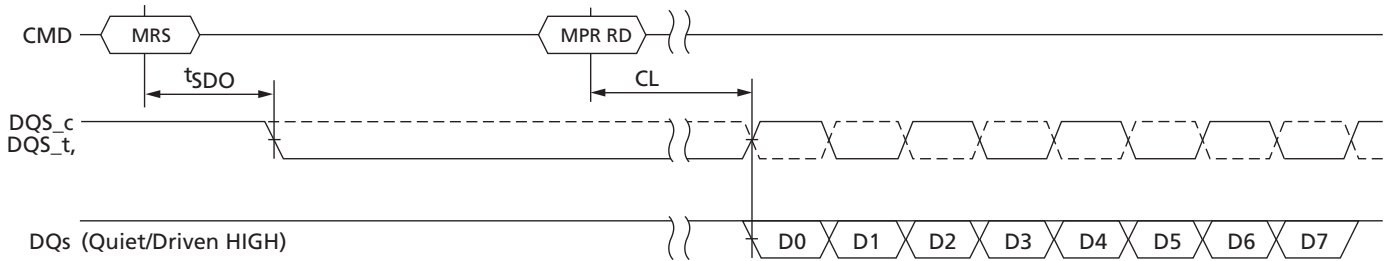 CMD MRS MPR RD
tSDO CL
DQS_c
DQS_t,
DQs (Quiet/Driven HIGH) D0 D1 D2 D3 D4 D5 D6 D7